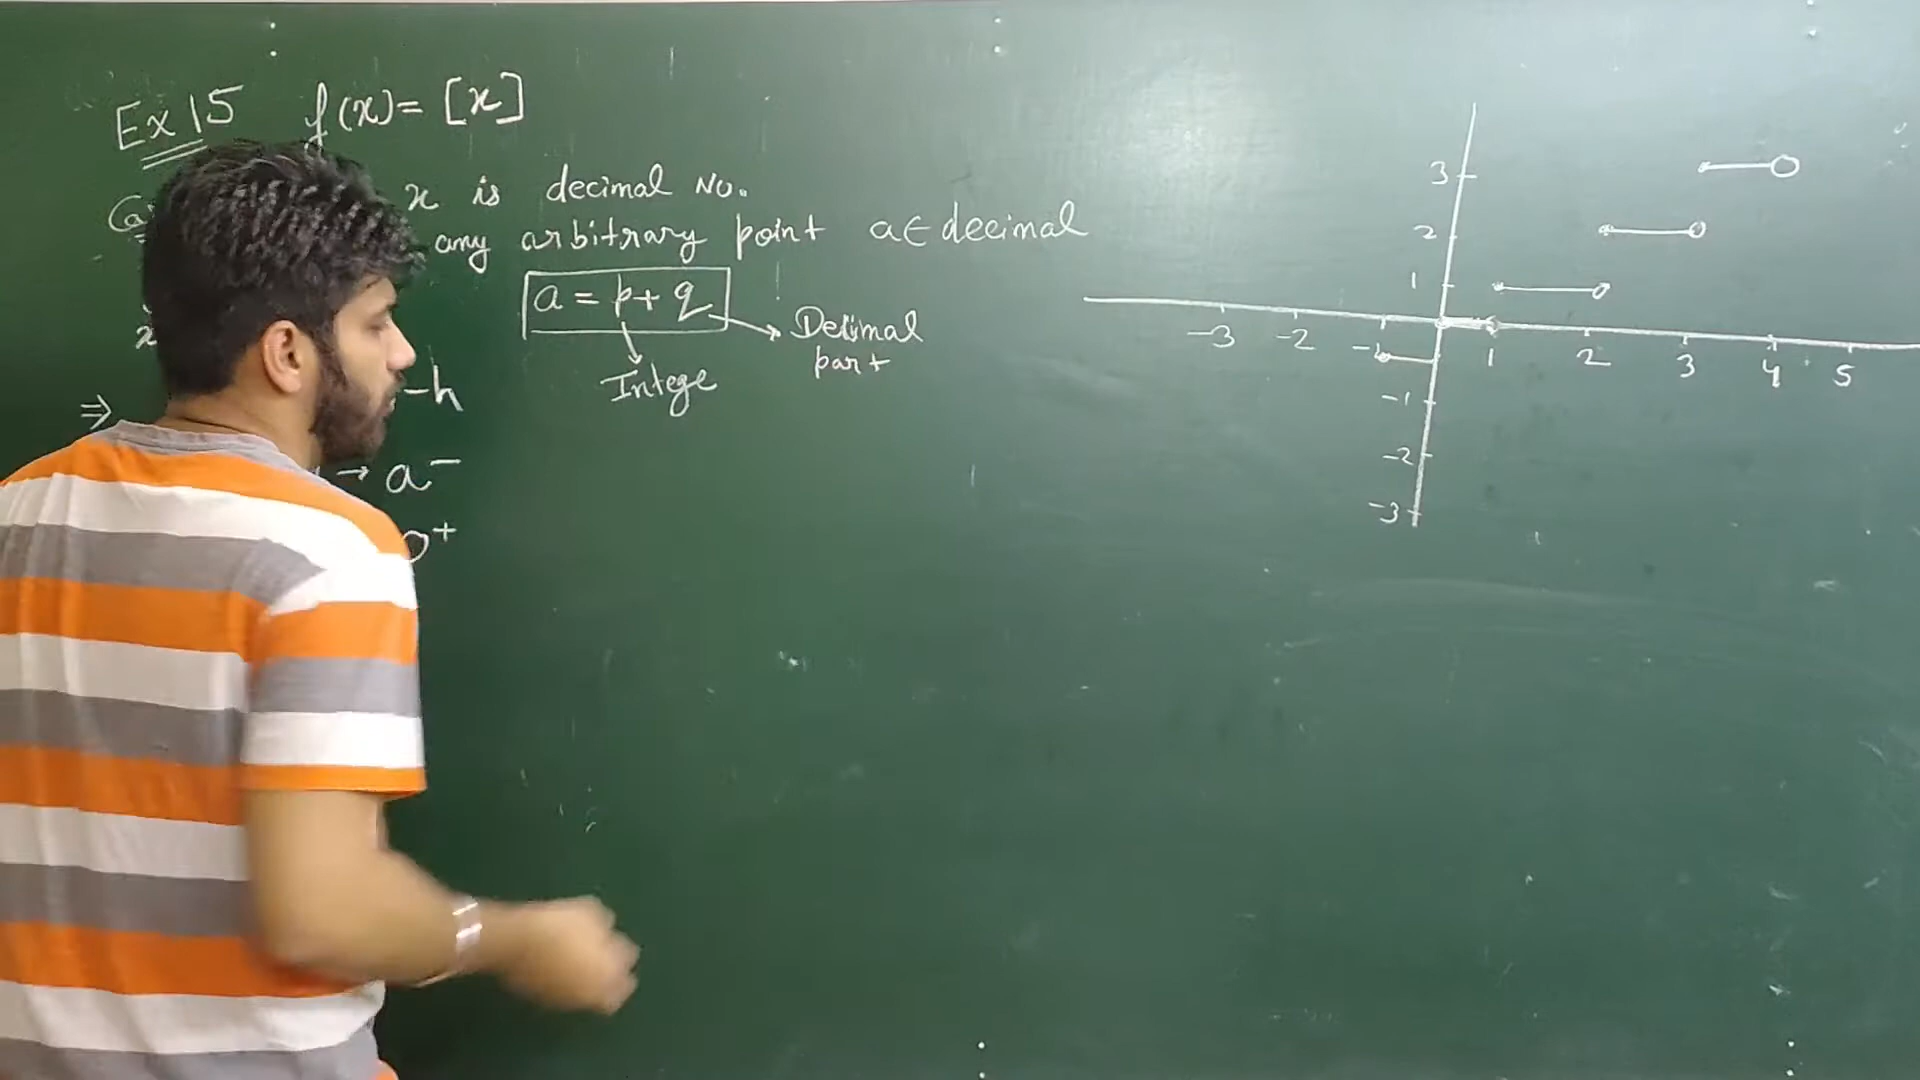 Ex 15 f(x) = [x]
x is decimal No.
any arbitrary point a ∈ decimal
a = p + q
Decimal
part
Intege
x
-h
⇒
→ a⁻
0⁺
3
2
1
-3 -2 -1 1 2 3 4 5
-1
-2
-3